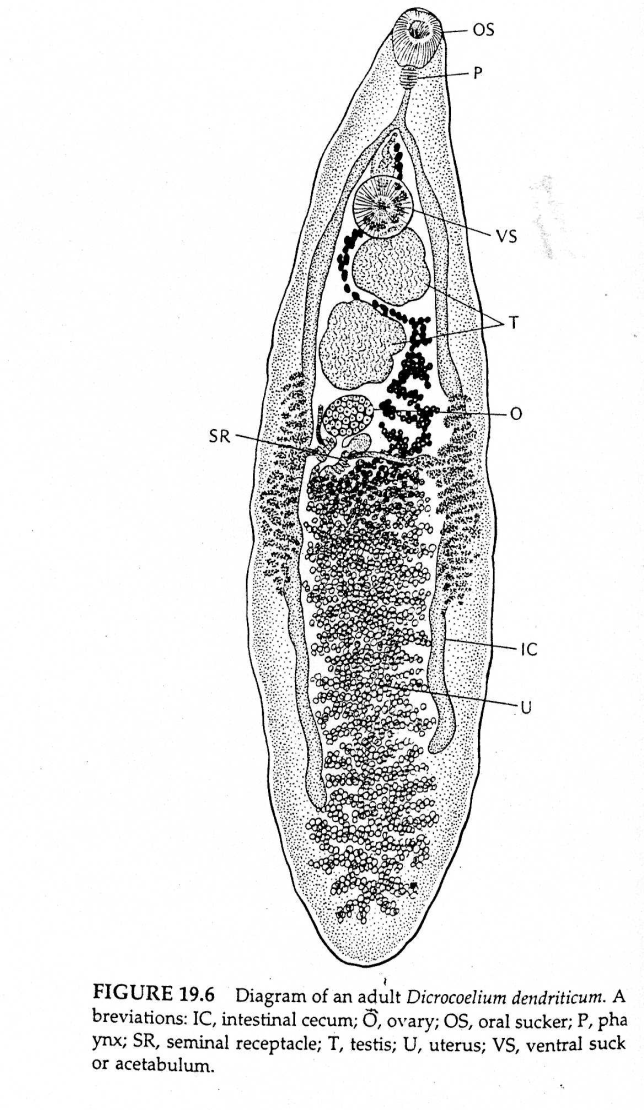 OS
P
VS
T
O
SR
IC
U
FIGURE 19.6 Diagram of an adult Dicrocoelium dendriticum. A
breviations: IC, intestinal cecum; O, ovary; OS, oral sucker; P, pha
ynx; SR, seminal receptacle; T, testis; U, uterus; VS, ventral suck
or acetabulum.